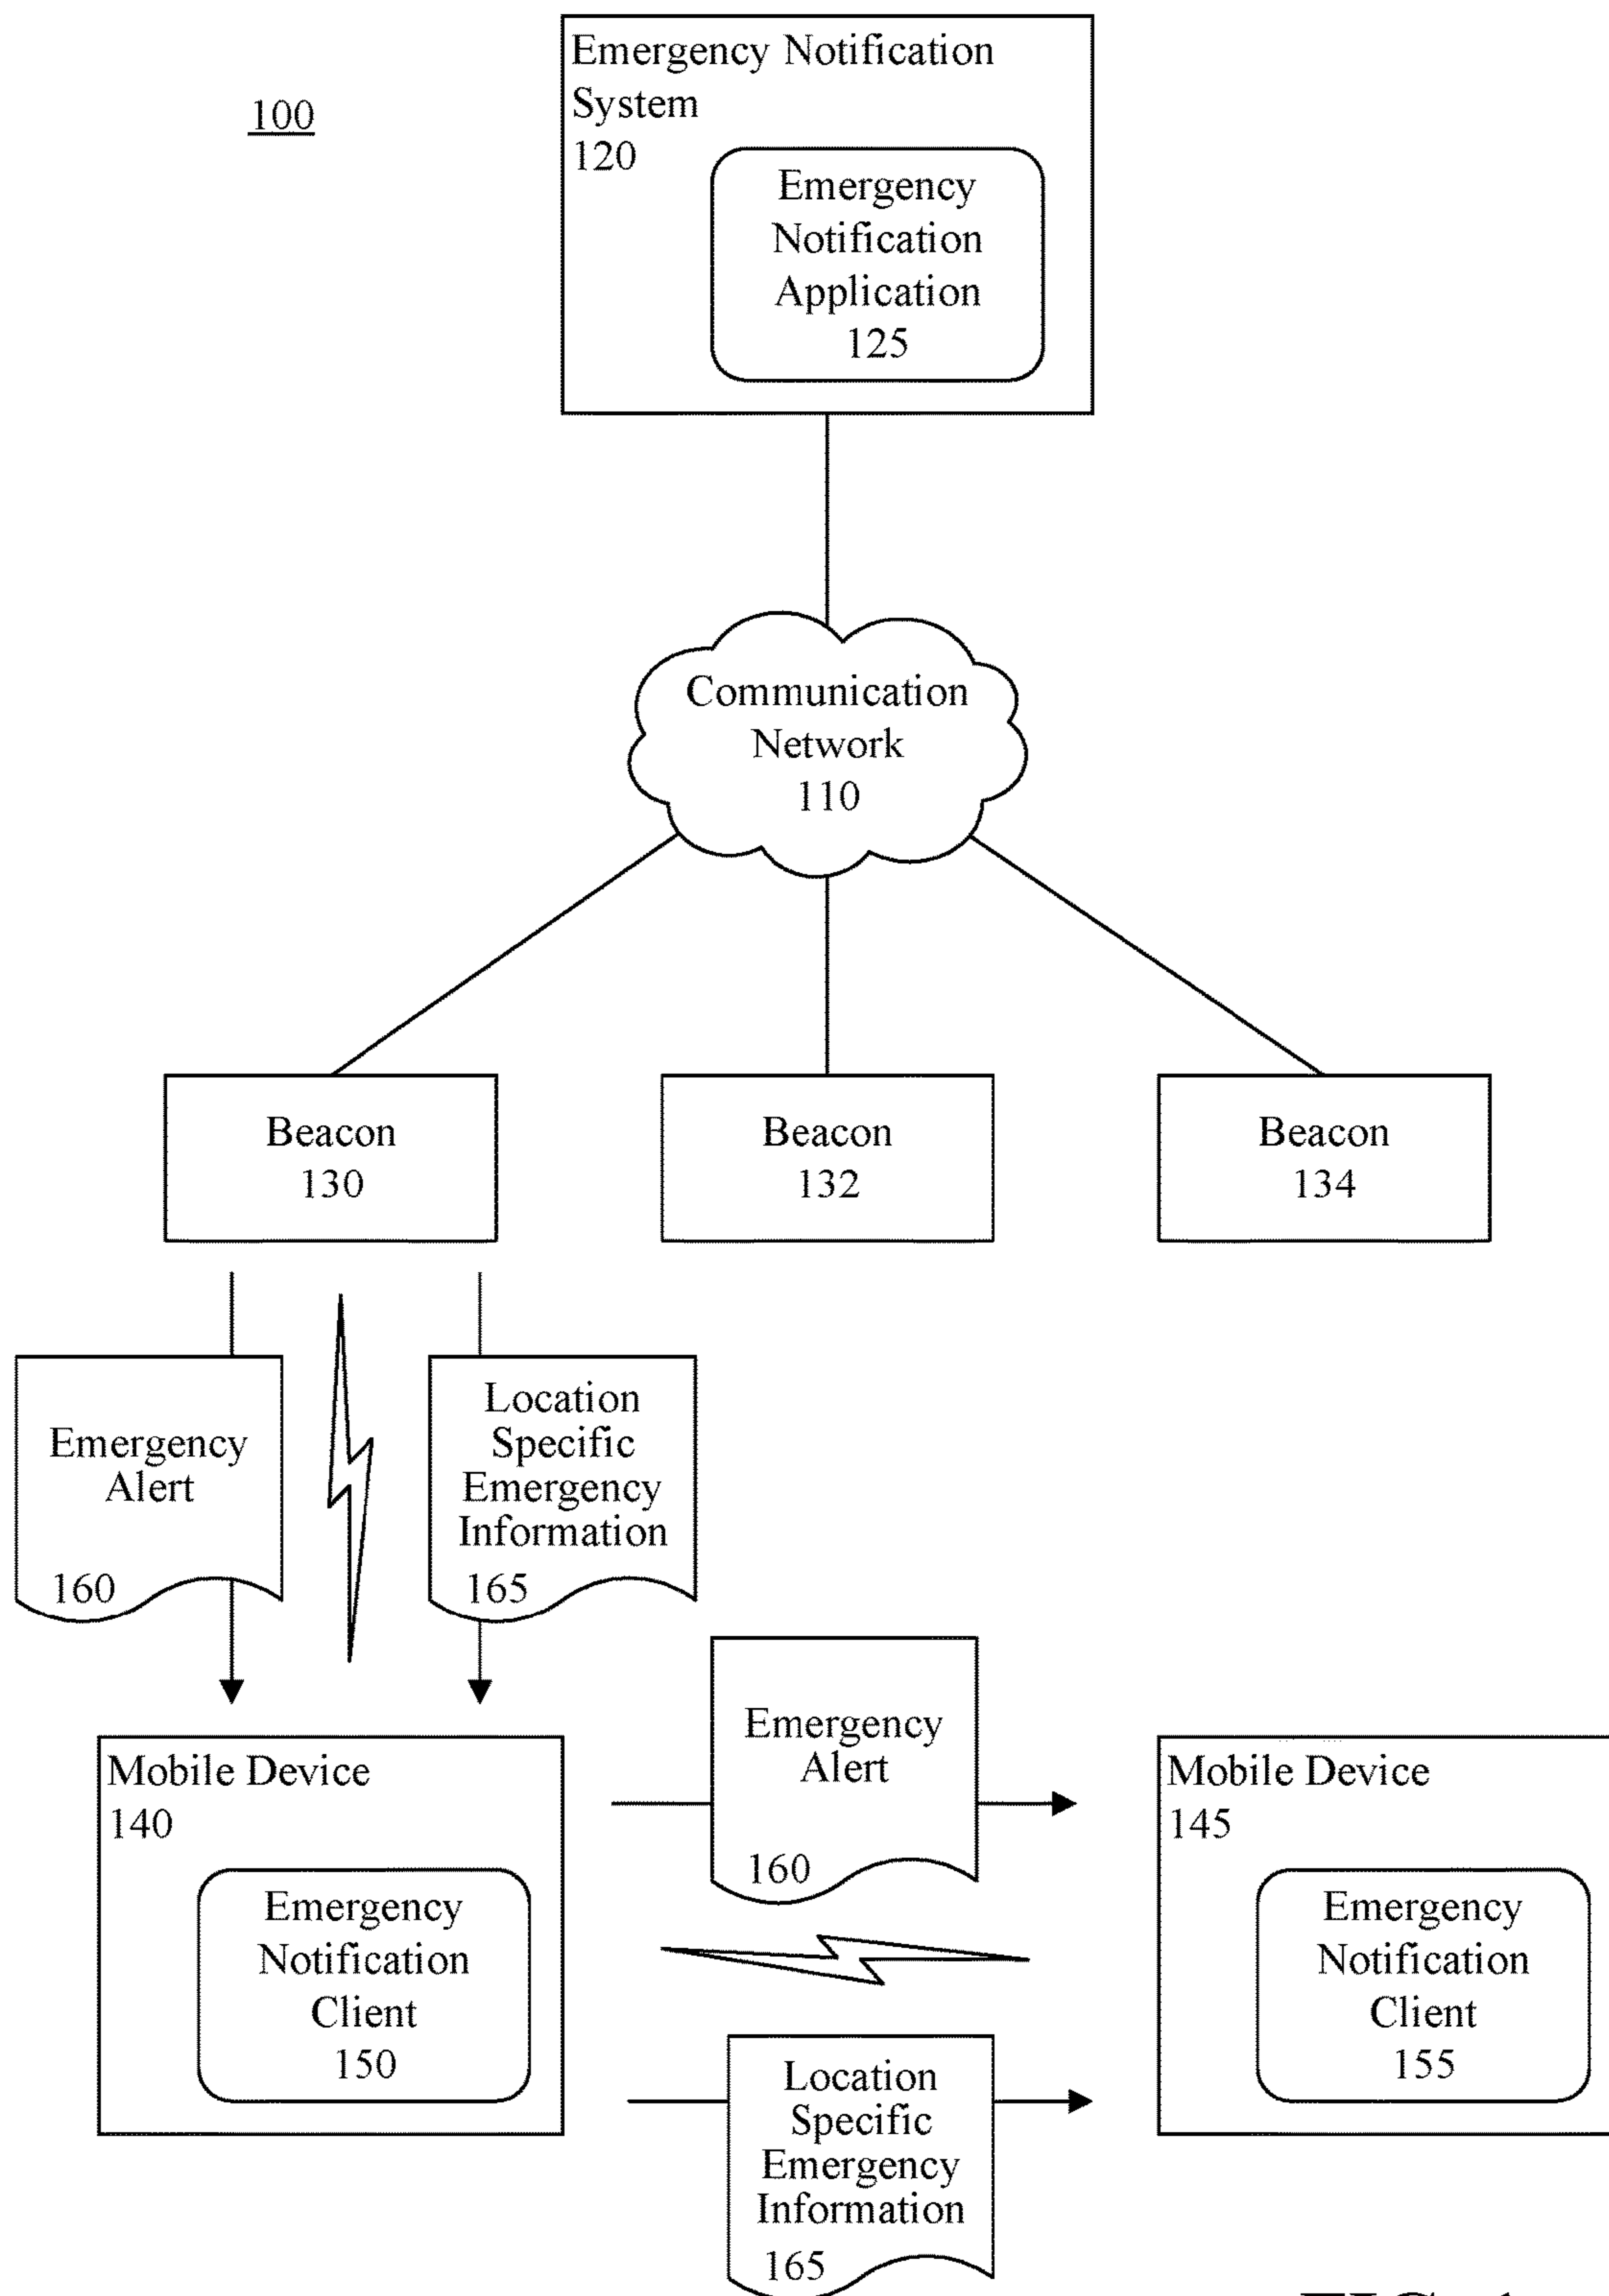 100
Emergency Notification
System
120
Emergency
Notification
Application
125
Communication
Network
110
Beacon
130
Beacon
132
Beacon
134
Emergency
Alert
160
Location
Specific
Emergency
Information
165
Mobile Device
140
Emergency
Notification
Client
150
Emergency
Alert
160
Location
Specific
Emergency
Information
165
Mobile Device
145
Emergency
Notification
Client
155